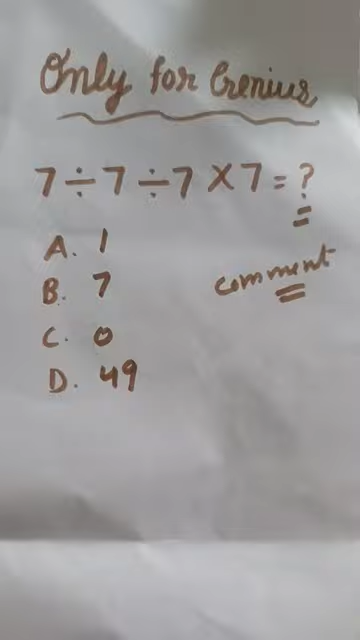 Only for Genius
7÷7÷7×7=?
A. 1
B. 7
comment
C. 0
D. 49